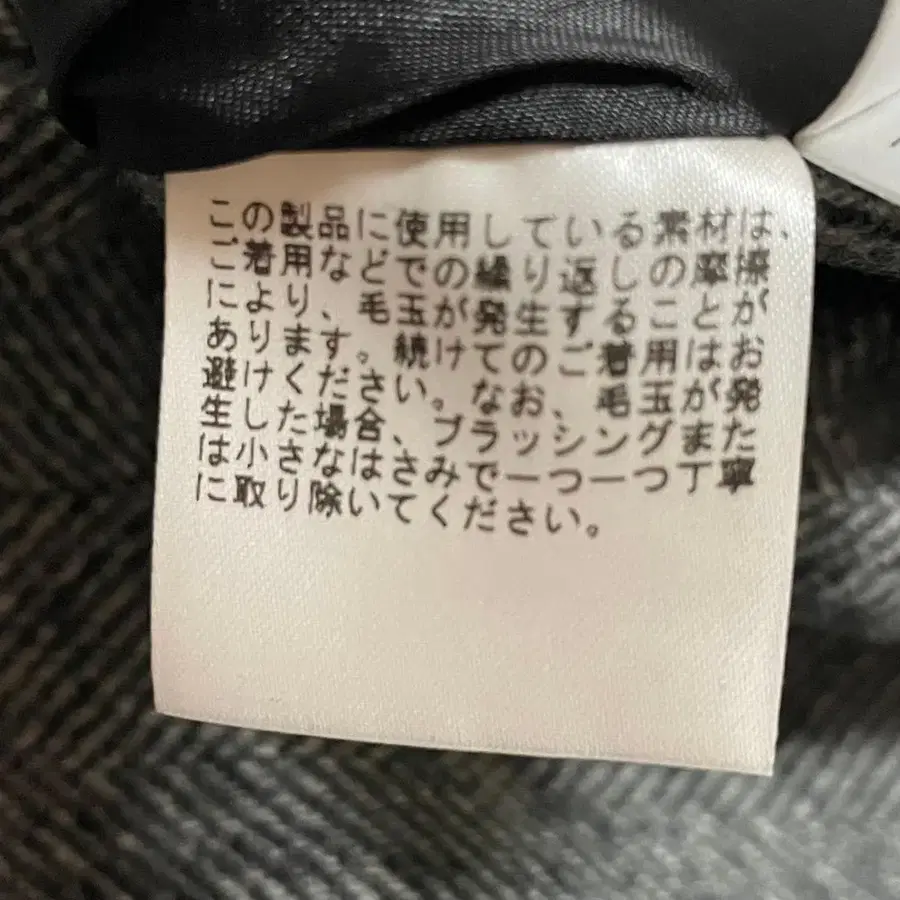 この製品に使用している素材は、
ご着用などでの繰り返しの摩擦
により、毛玉が発生することが
あります。続けてのご着用はお
避けください。なお、毛玉が発
生した場合、ブラッシングまた
は小さなはさみで一つ一つ丁寧
に取り除いてください。